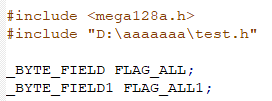 #include <mega128a.h>
#include "D:\aaaaaaa\test.h"
_BYTE_FIELD FLAG_ALL;
_BYTE_FIELD1 FLAG_ALL1;